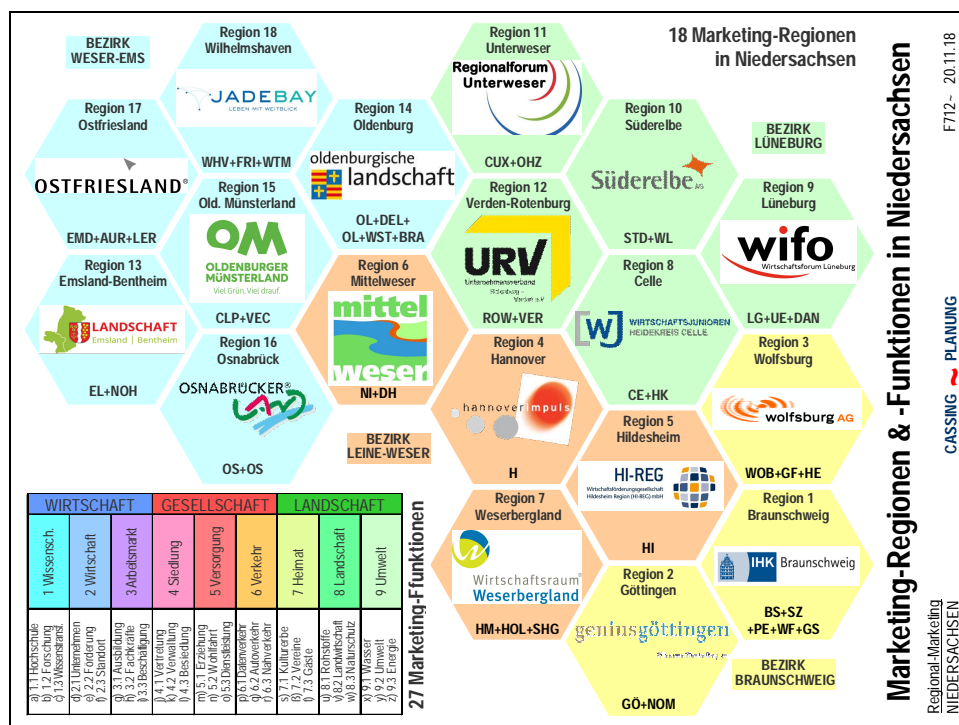 BEZIRK
WESER-EMS
Region 18
Wilhelmshaven
JADEBAY
LEBEN MIT WEITBLICK
WHV+FRI+WTM
Region 11
Unterweser
Regionalforum
Unterweser
CUX+OHZ
18 Marketing-Regionen
in Niedersachsen
Region 17
Ostfriesland
OSTFRIESLAND®
EMD+AUR+LER
Region 14
Oldenburg
oldenburgische
landschaft
OL+DEL+
OL+WST+BRA
Region 10
Süderelbe
Süderelbe AG
STD+WL
BEZIRK
LÜNEBURG
Region 15
Old. Münsterland
OM
OLDENBURGER
MÜNSTERLAND
Viel Grün. Viel drauf.
CLP+VEC
Region 12
Verden-Rotenburg
URV
Unternehmensverband
Rotenburg -
Verden e.V.
ROW+VER
Region 9
Lüneburg
wifo
Wirtschaftsforum Lüneburg
LG+UE+DAN
Region 13
Emsland-Bentheim
LANDSCHAFT
Emsland | Bentheim
EL+NOH
Region 6
Mittelweser
mittel
weser
NI+DH
Region 8
Celle
[WJ
WIRTSCHAFTSJUNIOREN
HEIDEKREIS CELLE
CE+HK
Region 16
Osnabrück
OSNABRÜCKER®
OS+OS
Region 4
Hannover
hannoverimpuls
H
Region 3
Wolfsburg
wolfsburg AG
WOB+GF+HE
BEZIRK
LEINE-WESER
Region 5
Hildesheim
HI-REG
Wirtschaftsförderungsgesellschaft
Hildesheim Region (HI-REG) mbH
HI
Region 7
Weserbergland
Wirtschaftsraum®
Weserbergland
HM+HOL+SHG
Region 1
Braunschweig
IHK Braunschweig
BS+SZ
+PE+WF+GS
Region 2
Göttingen
geniusgöttingen
GÖ+NOM
BEZIRK
BRAUNSCHWEIG
WIRTSCHAFT
GESELLSCHAFT
LANDSCHAFT
1 Wissensch.
2 Wirtschaft
3 Arbeitsmarkt
4 Siedlung
5 Versorgung
6 Verkehr
7 Heimat
8 Landschaft
9 Umwelt
a) 1.1 Hochschule
b) 1.2 Forschung
c) 1.3 Wissenstransf.
d) 2.1 Unternehmen
e) 2.2 Förderung
f) 2.3 Standort
g) 3.1 Ausbildung
h) 3.2 Fachkräfte
i) 3.3 Beschäftigung
j) 4.1 Vertretung
k) 4.2 Verwaltung
l) 4.3 Besiedlung
m) 5.1 Erziehung
n) 5.2 Wohlfahrt
o) 5.3 Dienstleistung
p) 6.1 Datenverkehr
q) 6.2 Autoverkehr
r) 6.3 Nahverkehr
s) 7.1 Kulturerbe
ß) 7.2 Vereine
t) 7.3 Gäste
u) 8.1 Rohstoffe
v) 8.2 Landwirtschaft
w) 8.3 Naturschutz
x) 9.1 Wasser
y) 9.2 Umwelt
z) 9.3 Energie
27 Marketing-Funktionen
Marketing-Regionen & -Funktionen in Niedersachsen
Regional-Marketing
NIEDERSACHSEN
CASSING ~ PLANUNG
F712~ 20.11.18